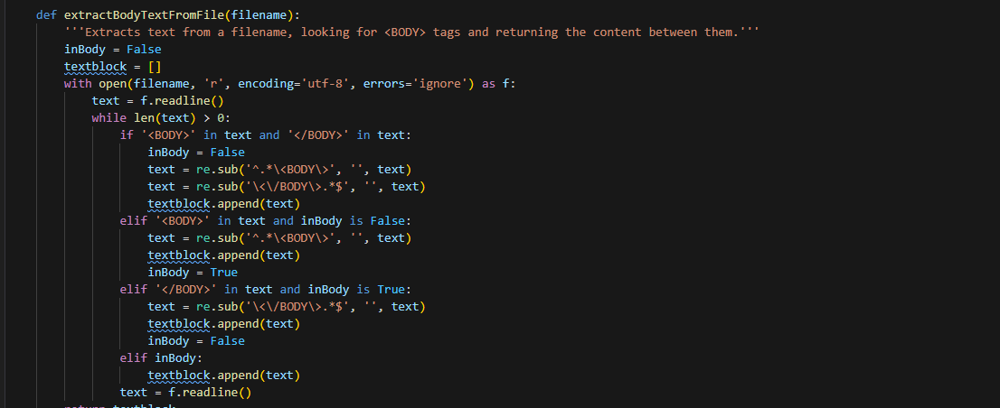 def extractBodyTextFromFile(filename):
    '''Extracts text from a filename, looking for <BODY> tags and returning the content between them.'''
    inBody = False
    textblock = []
    with open(filename, 'r', encoding='utf-8', errors='ignore') as f:
        text = f.readline()
        while len(text) > 0:
            if '<BODY>' in text and '</BODY>' in text:
                inBody = False
                text = re.sub('^.*\<BODY\>', '', text)
                text = re.sub('\<\/BODY\>.*$', '', text)
                textblock.append(text)
            elif '<BODY>' in text and inBody is False:
                text = re.sub('^.*\<BODY\>', '', text)
                textblock.append(text)
                inBody = True
            elif '</BODY>' in text and inBody is True:
                text = re.sub('\<\/BODY\>.*$', '', text)
                textblock.append(text)
                inBody = False
            elif inBody:
                textblock.append(text)
            text = f.readline()
    return textblock